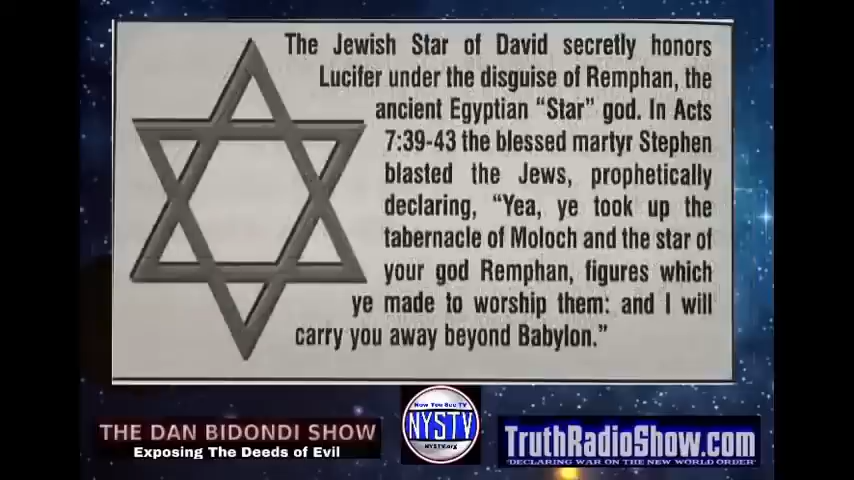 The Jewish Star of David secretly honors
Lucifer under the disguise of Remphan, the
ancient Egyptian “Star” god. In Acts
7:39-43 the blessed martyr Stephen
blasted the Jews, prophetically
declaring, “Yea, ye took up the
tabernacle of Moloch and the star of
your god Remphan, figures which
ye made to worship them: and I will
carry you away beyond Babylon.”
THE DAN BIDONDI SHOW
Exposing The Deeds of Evil
Now You See TV
NYSTV
NYSTV.org
TruthRadioShow.com
"DECLARING WAR ON THE NEW WORLD ORDER"